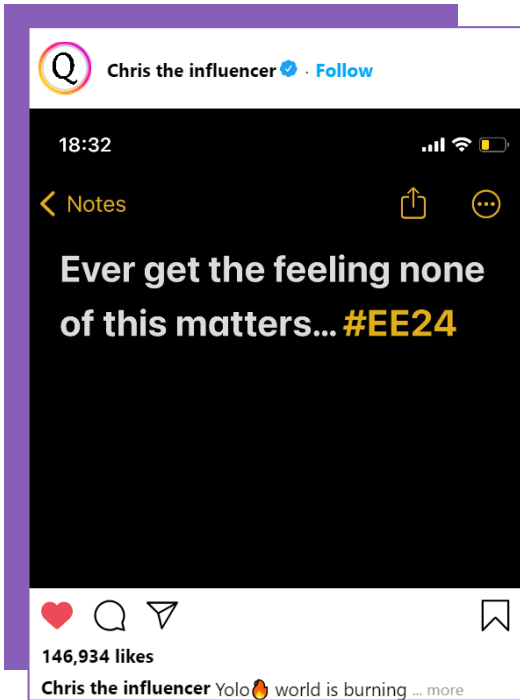 Q
Chris the influencer · Follow
18:32
Notes
Ever get the feeling none
of this matters... #EE24
146,934 likes
Chris the influencer Yolo🔥 world is burning ... more